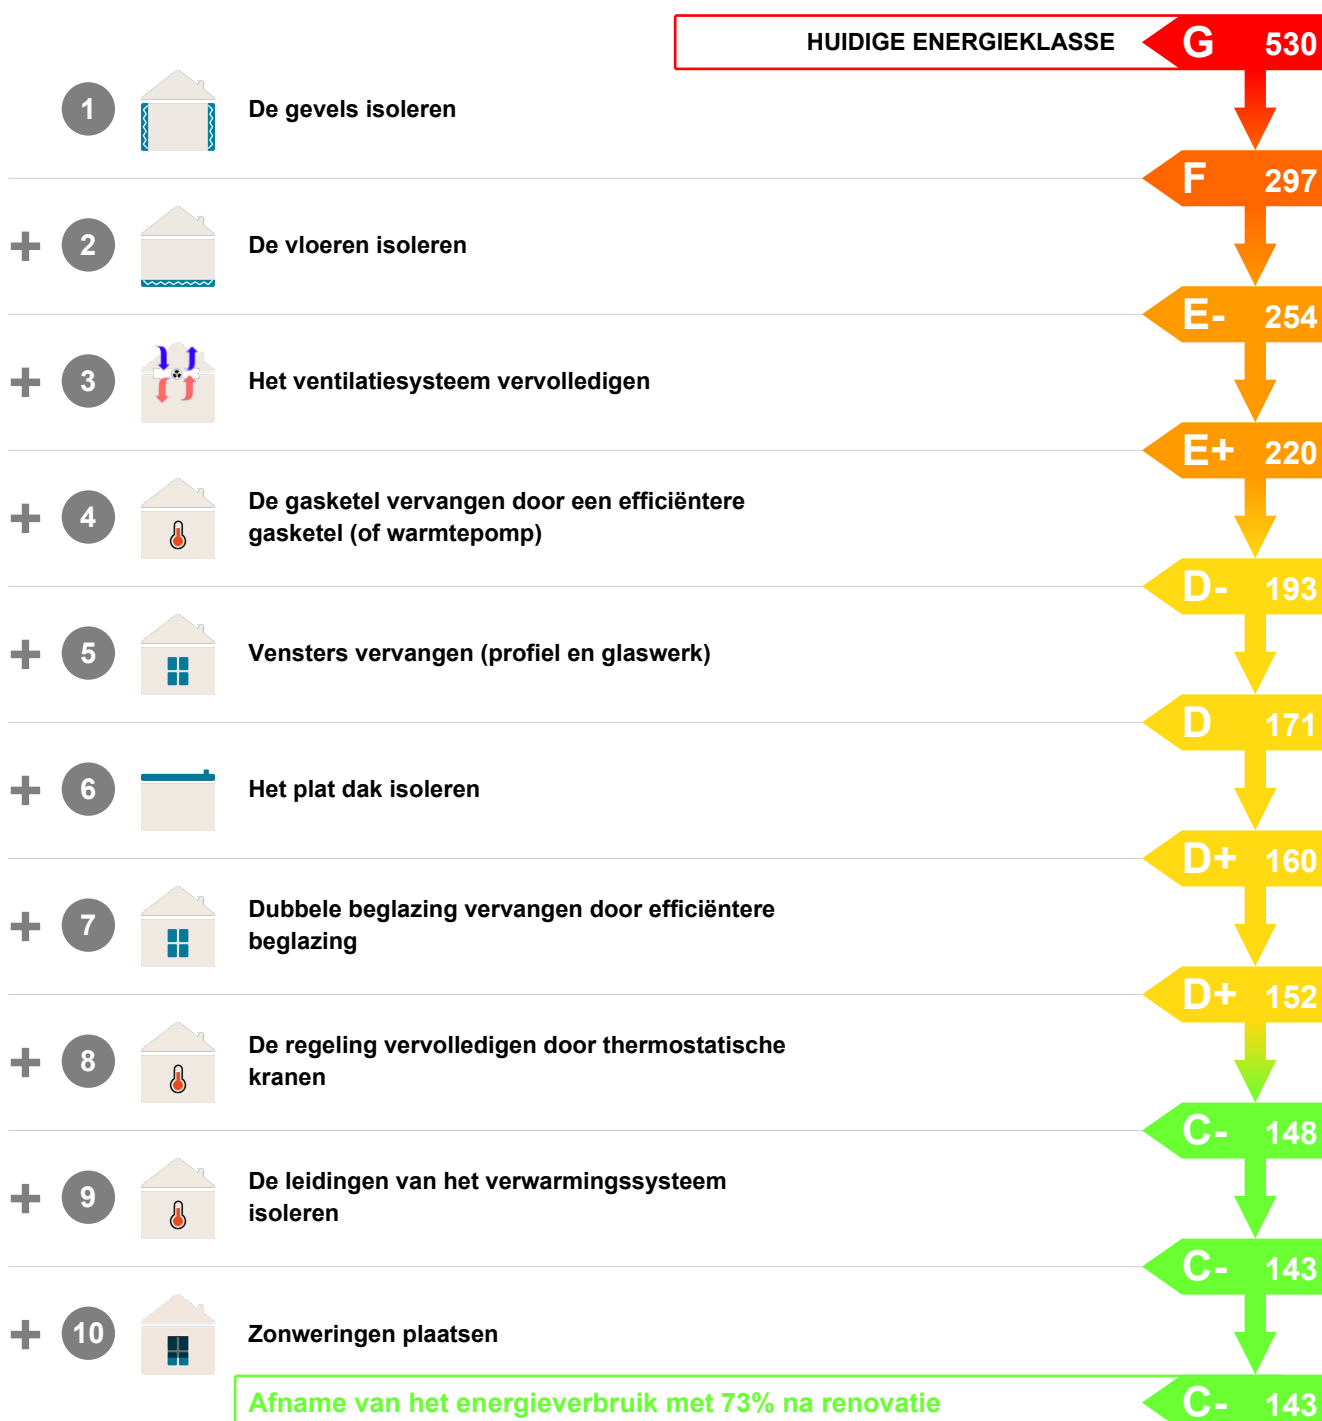 HUIDIGE ENERGIEKLASSE G 530
1 De gevels isoleren
F 297
+ 2 De vloeren isoleren
E- 254
+ 3 Het ventilatiesysteem vervolledigen
E+ 220
+ 4 De gasketel vervangen door een efficiëntere
gasketel (of warmtepomp)
D- 193
+ 5 Vensters vervangen (profiel en glaswerk)
D 171
+ 6 Het plat dak isoleren
D+ 160
+ 7 Dubbele beglazing vervangen door efficiëntere
beglazing
D+ 152
+ 8 De regeling vervolledigen door thermostatische
kranen
C- 148
+ 9 De leidingen van het verwarmingssysteem
isoleren
C- 143
+ 10 Zonweringen plaatsen
Afname van het energieverbruik met 73% na renovatie C- 143